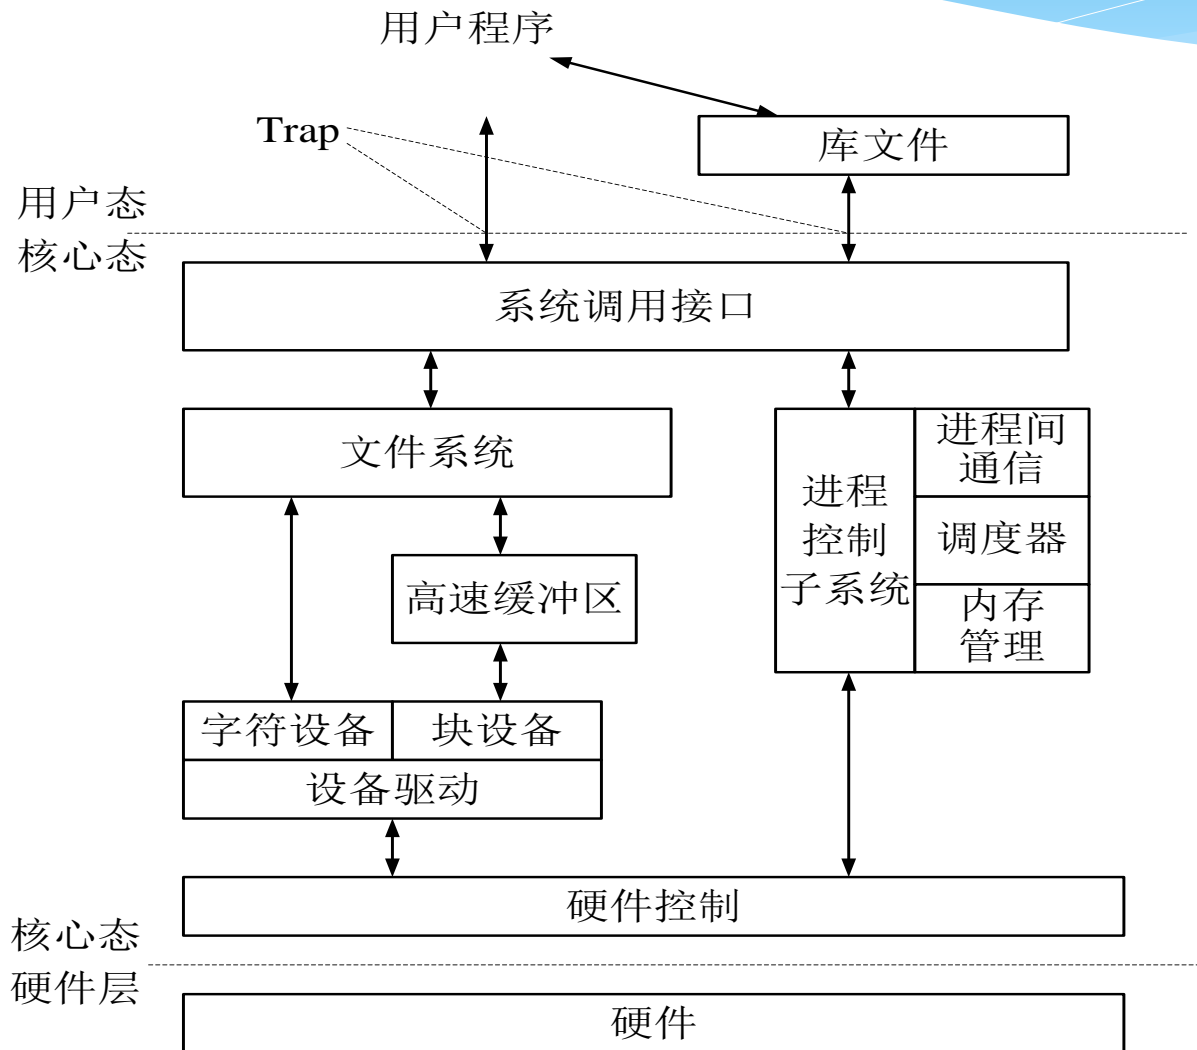 用户程序
Trap
库文件
用户态
核心态
系统调用接口
文件系统
进程
控制
子系统
进程间
通信
调度器
内存
管理
高速缓冲区
字符设备
块设备
设备驱动
硬件控制
核心态
硬件层
硬件